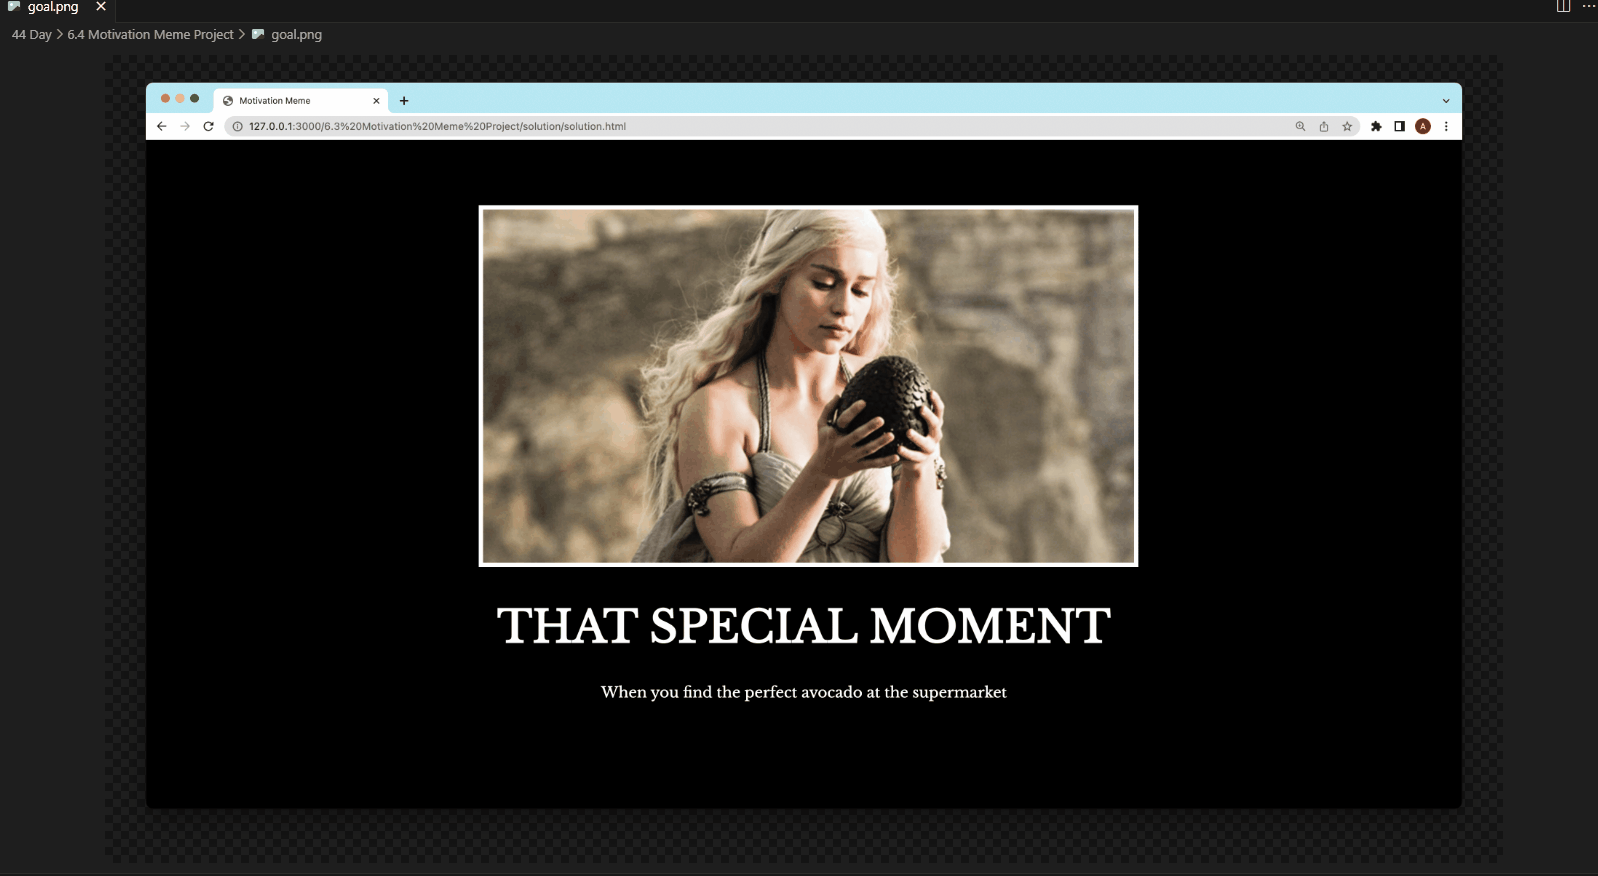 goal.png
44 Day > 6.4 Motivation Meme Project > goal.png
Motivation Meme
127.0.0.1:3000/6.3%20Motivation%20Meme%20Project/solution/solution.html
A
THAT SPECIAL MOMENT
When you find the perfect avocado at the supermarket